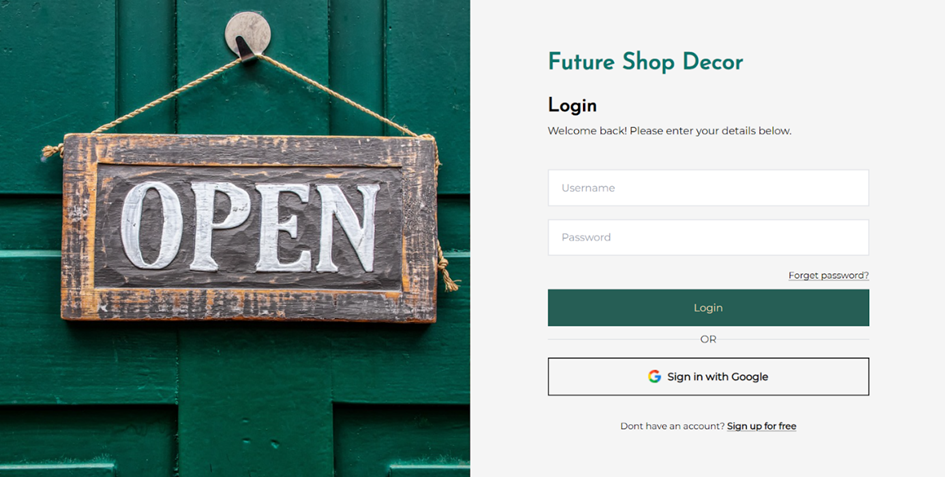 OPEN
Future Shop Decor
Login
Welcome back! Please enter your details below.
Username
Password
Forget password?
Login
OR
Sign in with Google
Dont have an account? Sign up for free